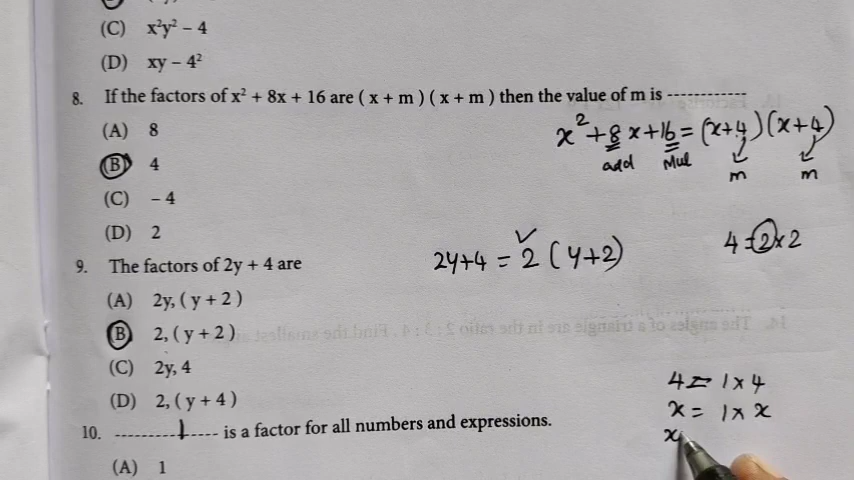 (C) x²y² – 4
(D) xy – 4²
8. If the factors of x² + 8x + 16 are ( x + m ) ( x + m ) then the value of m is ------------
(A) 8
x² + 8x + 16 = (x+4)(x+4)
add Mul m m
(B) 4
(C) – 4
(D) 2
4 = 2 x 2
2y+4 = 2 (y+2)
9. The factors of 2y + 4 are
(A) 2y, ( y + 2 )
(B) 2, ( y + 2 )
(C) 2y, 4
4 = 1 x 4
(D) 2, ( y + 4 )
x = 1 x x
10. ----------1----- is a factor for all numbers and expressions.
x
(A) 1